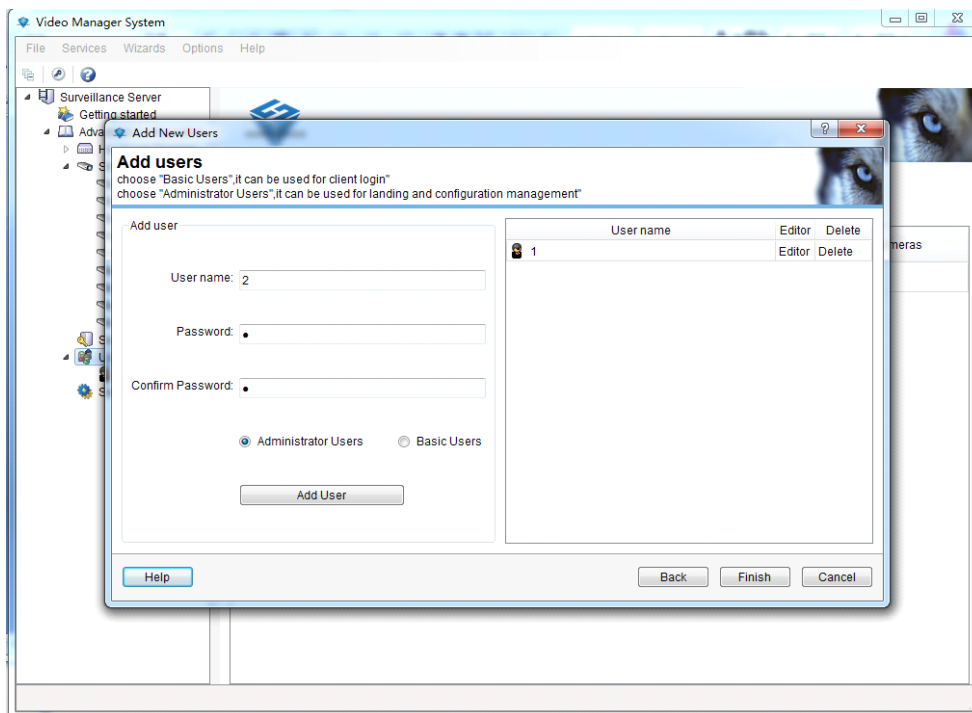 Video Manager System
File Services Wizards Options Help
Surveillance Server
Getting started
Adva
Add New Users
H
S
Add users
choose "Basic Users",it can be used for client login"
choose "Administrator Users",it can be used for landing and configuration management"
Add user
User name Editor Delete
meras
1 Editor Delete
User name: 2
Password: •
Confirm Password: •
S
U
S
Administrator Users Basic Users
Add User
Help Back Finish Cancel